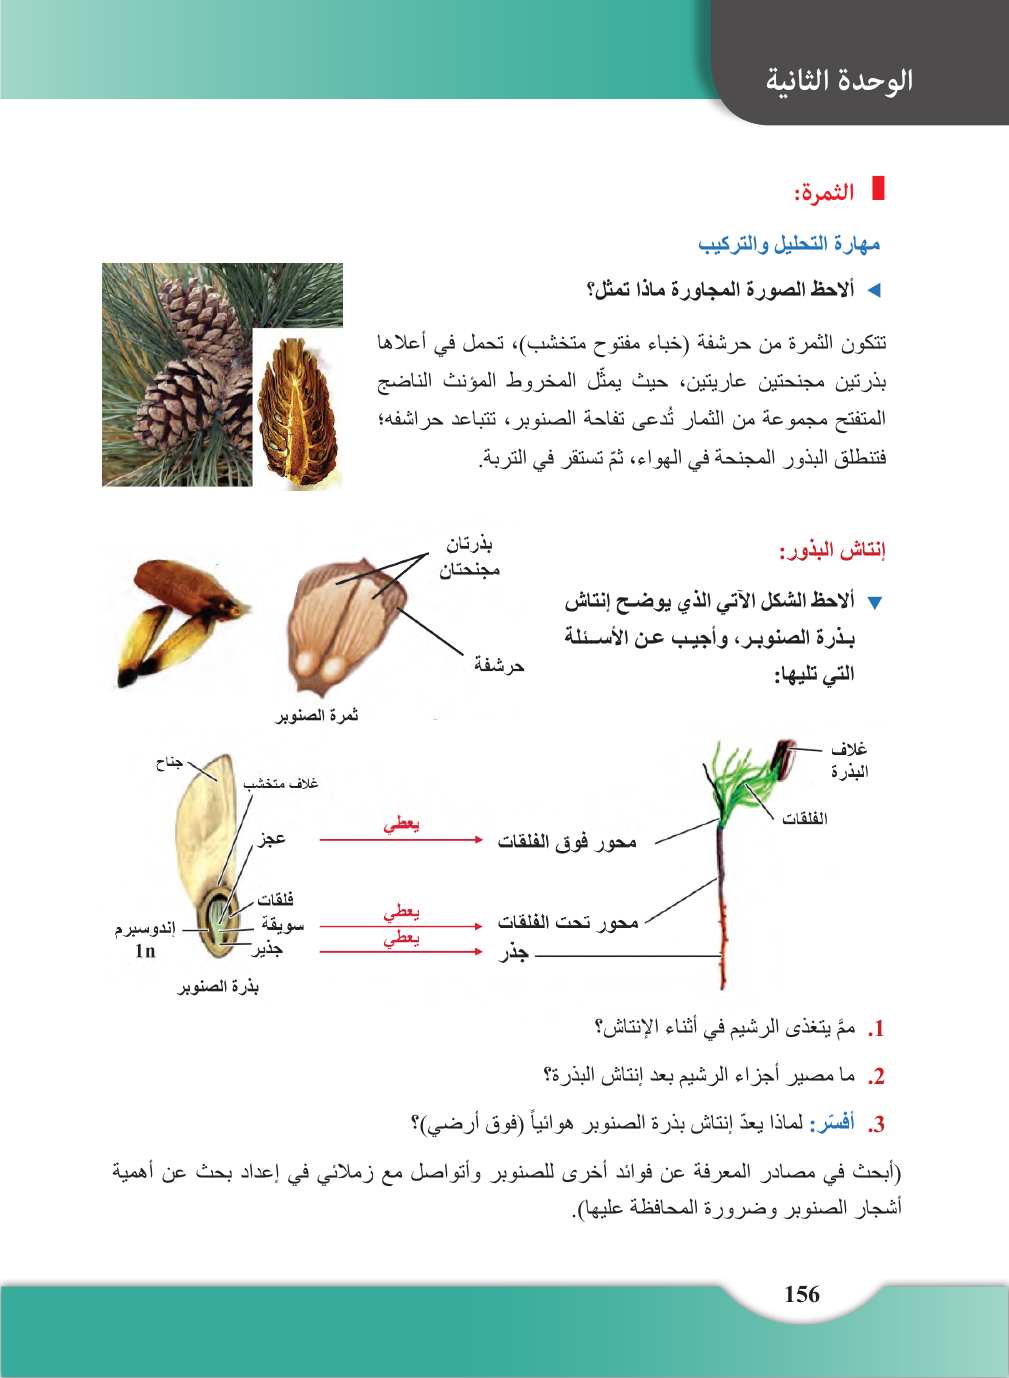 الوحدة الثانية
الثمرة:
مهارة التحليل والتركيب
ألاحظ الصورة المجاورة ماذا تمثل؟
تتكون الثمرة من حرشفة (خباء مفتوح متخشب)، تحمل في أعلاها
بذرتين مجنحتين عاريتين، حيث يمثّل المخروط المؤنث الناضج
المتفتح مجموعة من الثمار تُدعى تفاحة الصنوبر، تتباعد حراشفه؛
فتنطلق البذور المجنحة في الهواء، ثمّ تستقر في التربة.
إنتاش البذور:
ألاحظ الشكل الآتي الذي يوضح إنتاش
بذرة الصنوبر، وأجيب عن الأسئلة
التي تليها:
بذرتان
مجنحتان
حرشفة
ثمرة الصنوبر
غلاف
البذرة
الفلقات
محور فوق الفلقات
محور تحت الفلقات
جذر
يعطي
يعطي
يعطي
جناح
غلاف متخشب
عجز
فلقات
سويقة
جذير
إندوسبرم
1n
بذرة الصنوبر
1. ممَّ يتغذى الرشيم في أثناء الإنتاش؟
2. ما مصير أجزاء الرشيم بعد إنتاش البذرة؟
3. أفسّر: لماذا يعدّ إنتاش بذرة الصنوبر هوائياً (فوق أرضي)؟
(أبحث في مصادر المعرفة عن فوائد أخرى للصنوبر وأتواصل مع زملائي في إعداد بحث عن أهمية
أشجار الصنوبر وضرورة المحافظة عليها).
156